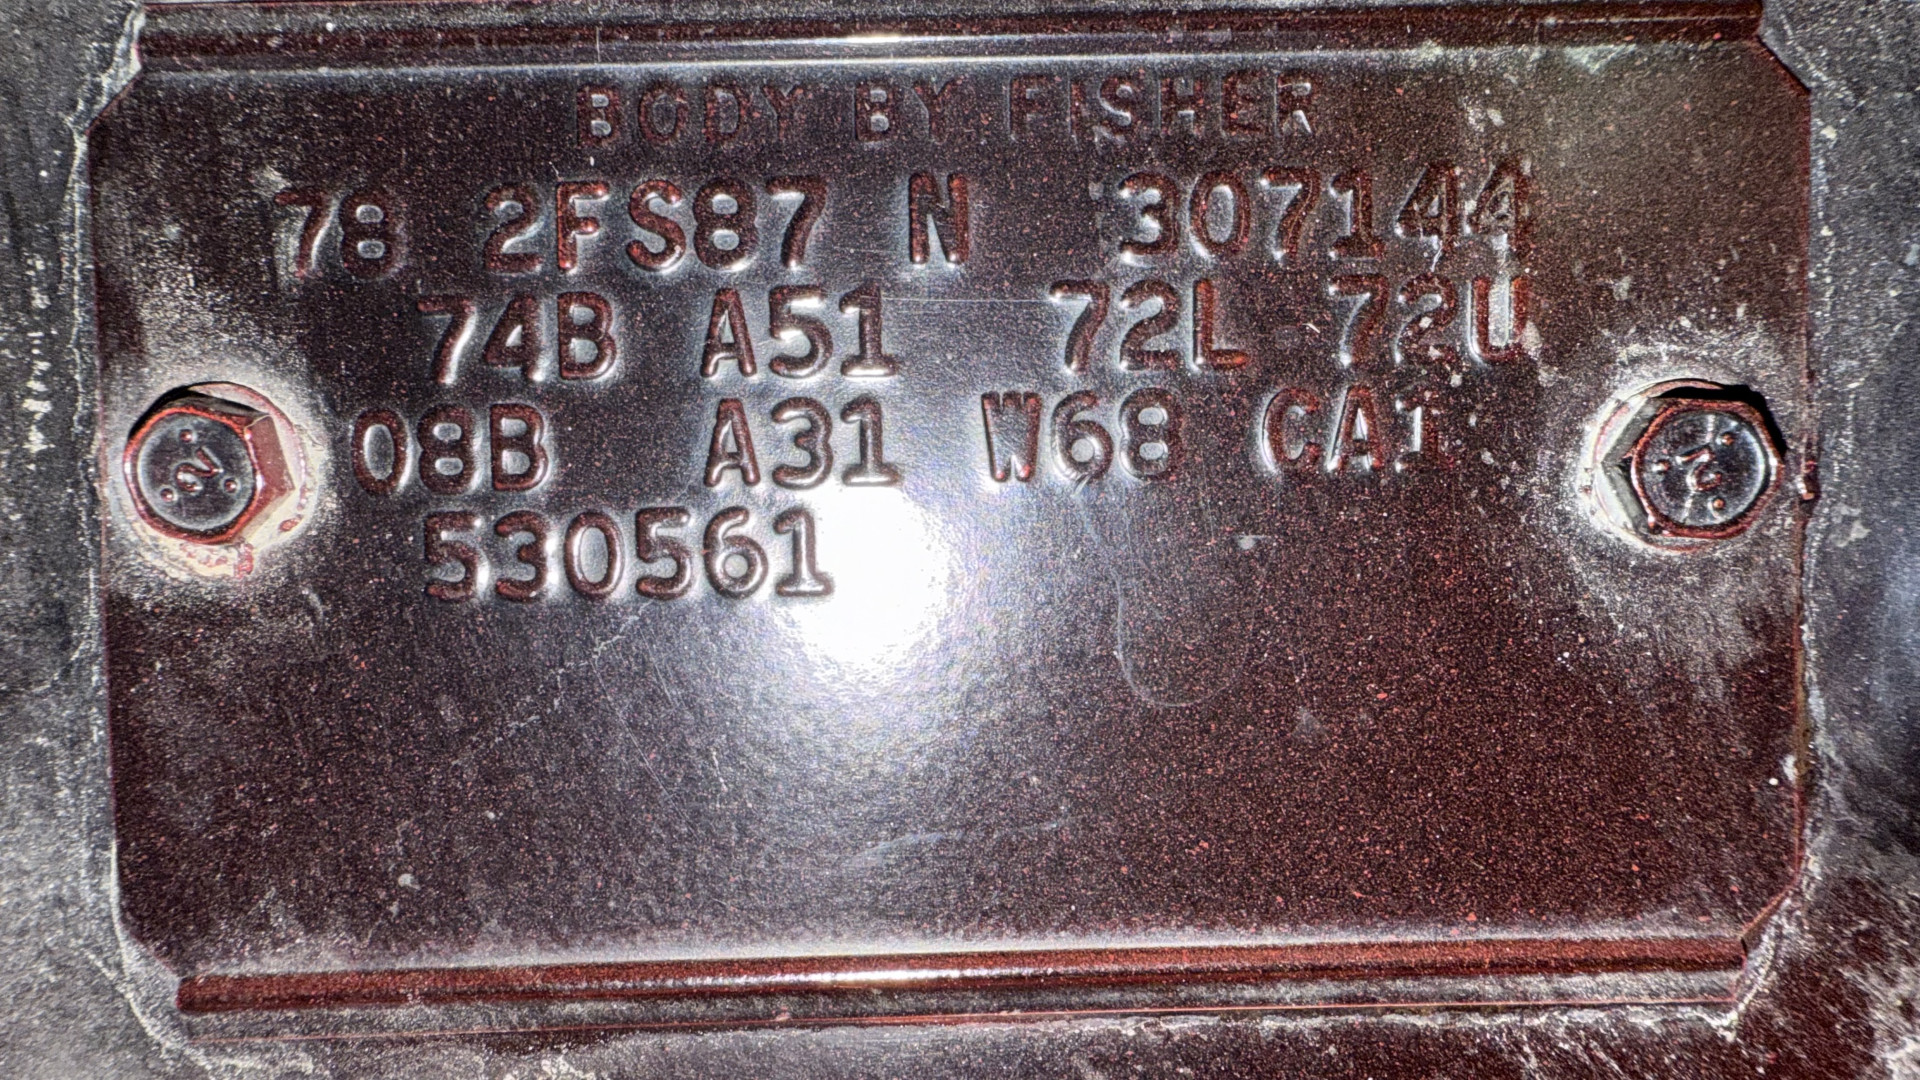 BODY BY FISHER
78 2FS87 N 307144
74B A51 72L 72U
08B A31 W68 CA1
530561